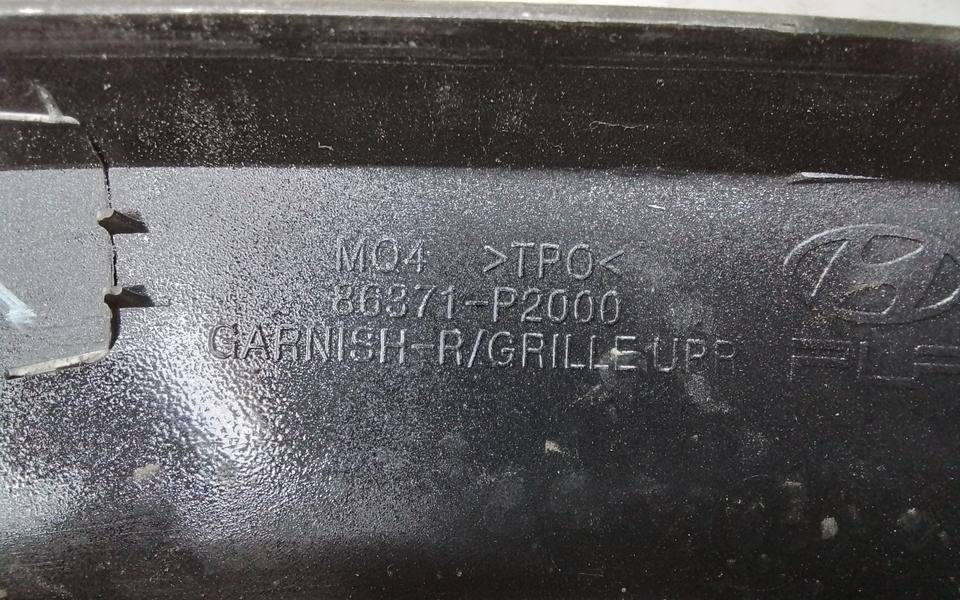 MQ4 >TPO<
86371-P2000
GARNISH-R/GRILLE UPR